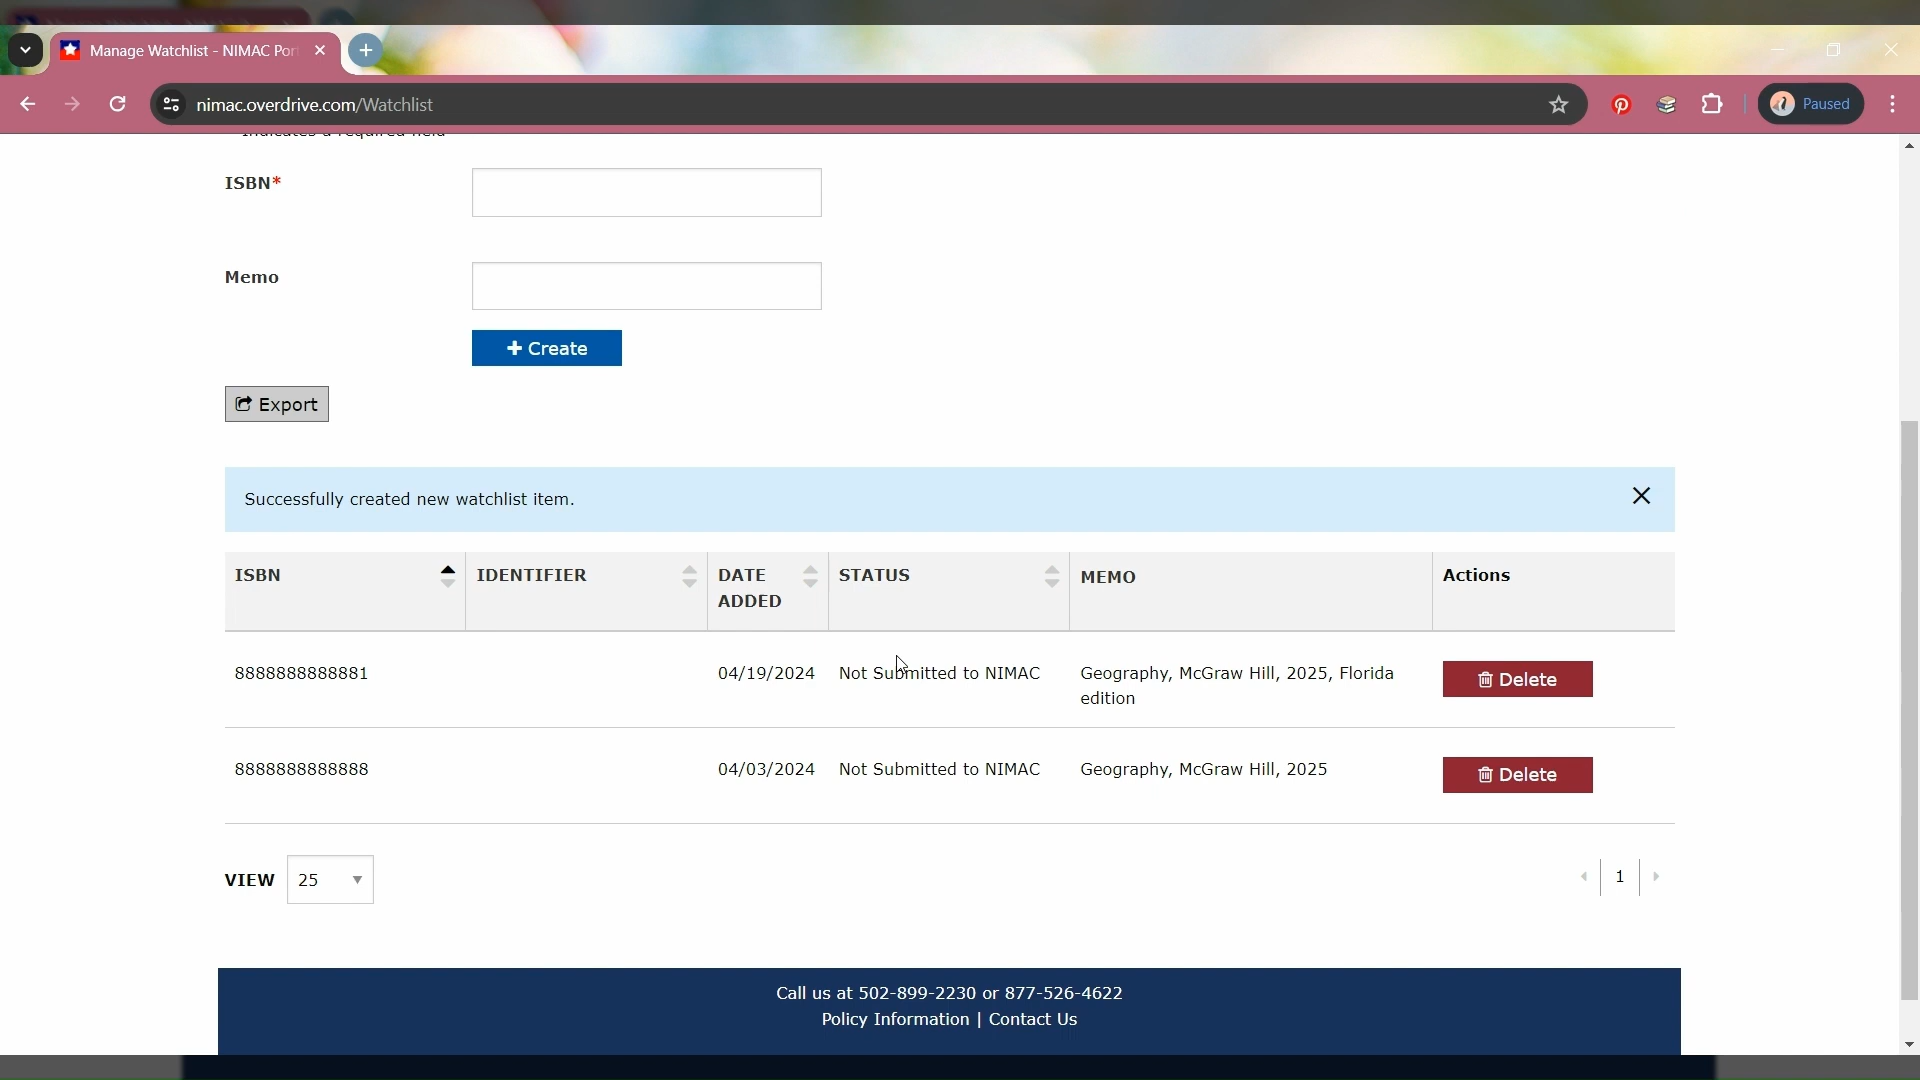 Manage Watchlist - NIMAC Por
nimac.overdrive.com/Watchlist
Paused
Indicates a required field
ISBN*
Memo
+ Create
Export
Successfully created new watchlist item.
ISBN IDENTIFIER DATE ADDED STATUS MEMO Actions
8888888888881 04/19/2024 Not Submitted to NIMAC Geography, McGraw Hill, 2025, Florida edition Delete
8888888888888 04/03/2024 Not Submitted to NIMAC Geography, McGraw Hill, 2025 Delete
VIEW 25 1
Call us at 502-899-2230 or 877-526-4622
Policy Information | Contact Us